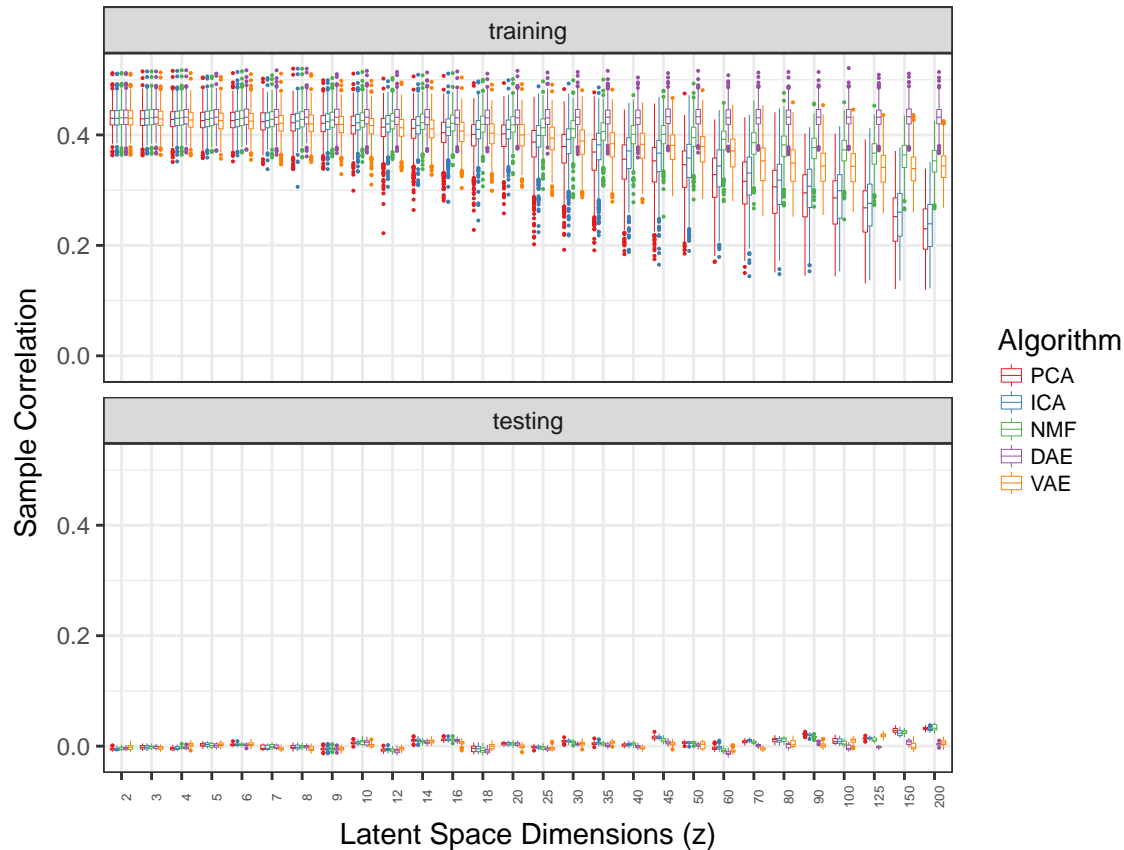 training
0.4
0.2
0.0
Sample Correlation
testing
0.4
0.2
0.0
2 3 4 5 6 7 8 9 10 12 14 16 18 20 25 30 35 40 45 50 60 70 80 90 100 125 150 200
Latent Space Dimensions (z)
Algorithm
PCA
ICA
NMF
DAE
VAE